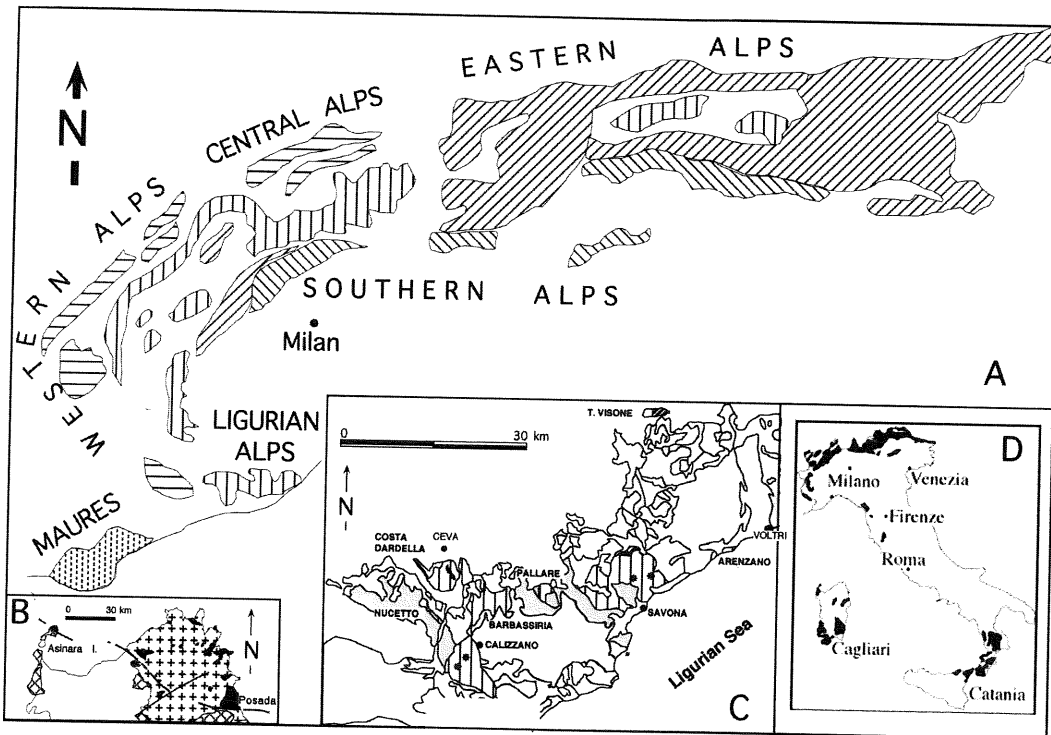 EASTERN ALPS
CENTRAL ALPS
WESTERN ALPS
SOUTHERN ALPS
N
Milan
A
LIGURIAN
ALPS
MAURES
B
0 30 km
N
Asinara I.
Posada
T. VISONE
0 30 km
N
COSTA
DARDELLA
CEVA
VOLTRI
ARENZANO
PALLARE
NUCETTO
BARBASSIRIA
SAVONA
CALIZZANO
Ligurian Sea
C
D
Milano
Venezia
Firenze
Roma
Cagliari
Catania